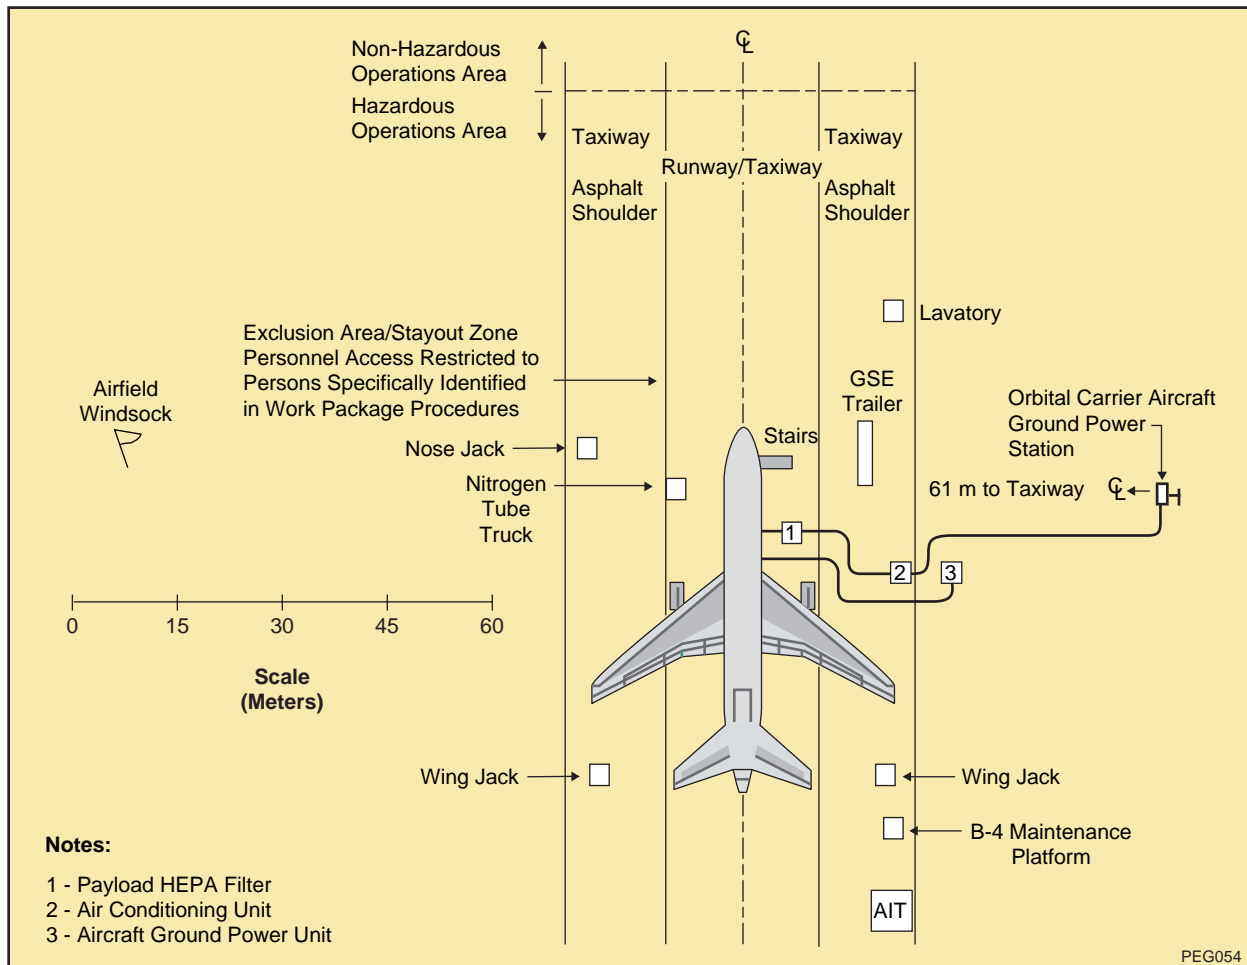 ℄
Non-Hazardous
Operations Area
Hazardous
Operations Area
Taxiway
Taxiway
Runway/Taxiway
Asphalt
Shoulder
Asphalt
Shoulder
Lavatory
Exclusion Area/Stayout Zone
Personnel Access Restricted to
Persons Specifically Identified
in Work Package Procedures
Airfield
Windsock
GSE
Trailer
Orbital Carrier Aircraft
Ground Power
Station
Stairs
Nose Jack
Nitrogen
Tube
Truck
61 m to Taxiway ℄
1
2
3
0 15 30 45 60
Scale
(Meters)
Wing Jack
Wing Jack
B-4 Maintenance
Platform
AIT
Notes:
1 - Payload HEPA Filter
2 - Air Conditioning Unit
3 - Aircraft Ground Power Unit
PEG054